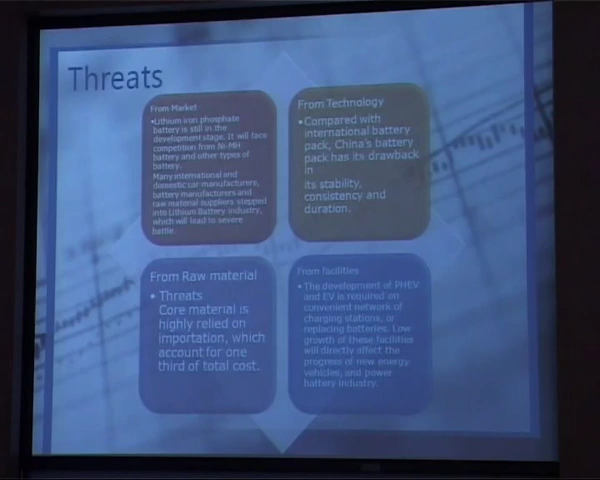 Threats
From Market
•Lithium iron phosphate
battery is still in the
development stage. It will face
competition from Ni-MH
battery and other types of
battery.
Many international and
domestic car manufacturers,
battery manufacturers and
raw material suppliers stepped
into Lithium Battery industry,
which will lead to severe
battle.
From Technology
•Compared with
international battery
pack, China's battery
pack has its drawback
in
its stability,
consistency and
duration.
From Raw material
• Threats
Core material is
highly relied on
importation, which
account for one
third of total cost.
From facilities
• The development of PHEV
and EV is required on
convenient network of
charging stations, or
replacing batteries. Low
growth of these facilities
will directly affect the
progress of new energy
vehicles, and power
battery industry.